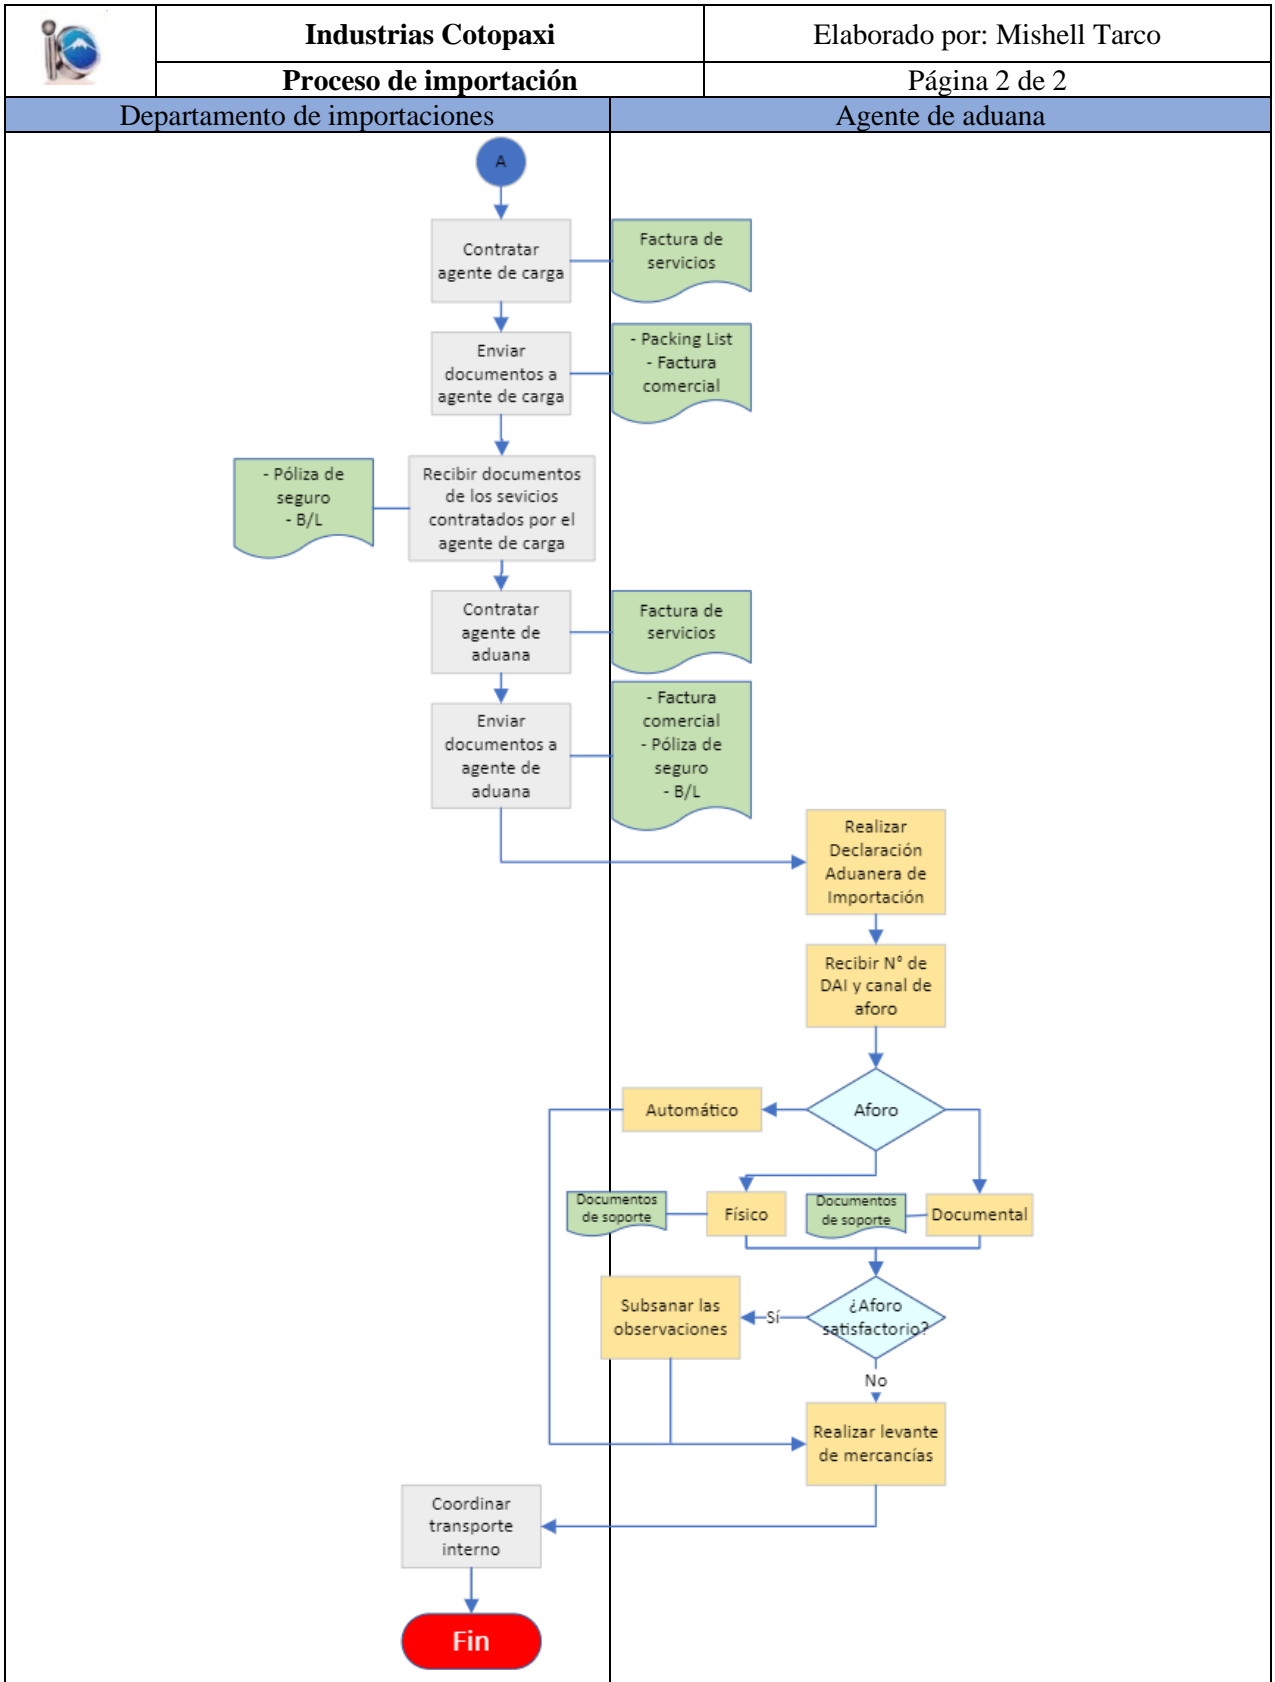 Industrias Cotopaxi
Elaborado por: Mishell Tarco
Proceso de importación
Página 2 de 2
Departamento de importaciones
Agente de aduana
A
Contratar
agente de carga
Factura de
servicios
Enviar
documentos a
agente de carga
- Packing List
- Factura
comercial
- Póliza de
seguro
- B/L
Recibir documentos
de los sevicios
contratados por el
agente de carga
Contratar
agente de
aduana
Factura de
servicios
Enviar
documentos a
agente de
aduana
- Factura
comercial
- Póliza de
seguro
- B/L
Realizar
Declaración
Aduanera de
Importación
Recibir N° de
DAI y canal de
aforo
Automático
Aforo
Documentos
de soporte
Físico
Documentos
de soporte
Documental
Subsanar las
observaciones
Sí
¿Aforo
satisfactorio?
No
Realizar levante
de mercancías
Coordinar
transporte
interno
Fin